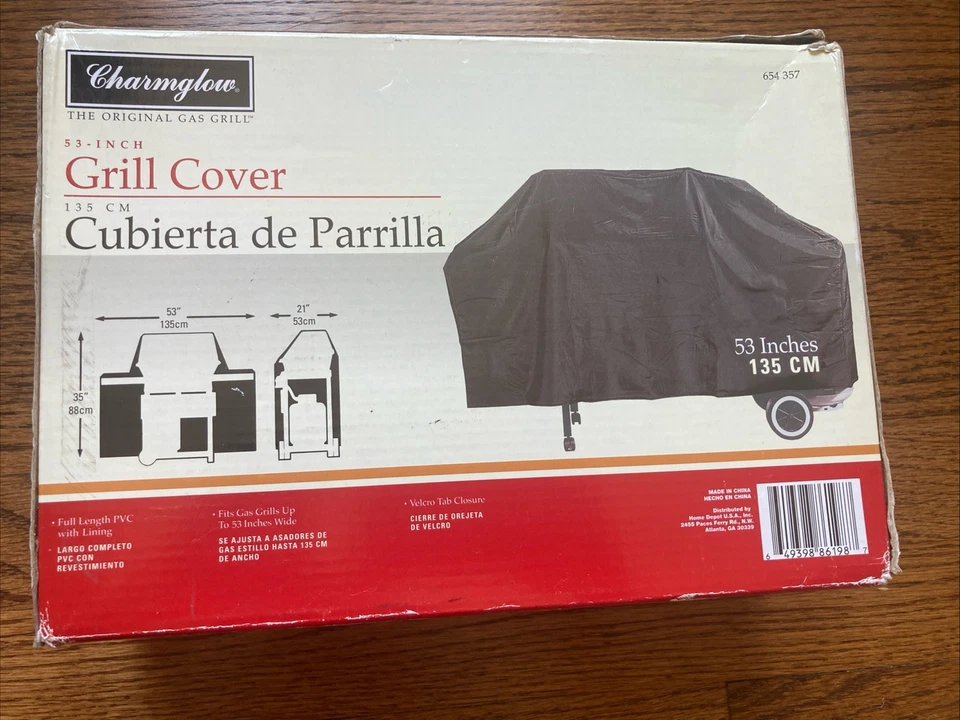 Charmglow®
THE ORIGINAL GAS GRILL™
654 357
53-INCH
Grill Cover
135 CM
Cubierta de Parrilla
53"
135cm
21"
53cm
35"
88cm
53 Inches
135 CM
• Full Length PVC
with Lining
LARGO COMPLETO
PVC CON
REVESTIMIENTO
• Fits Gas Grills Up
To 53 Inches Wide
SE AJUSTA A ASADORES DE
GAS ESTILLO HASTA 135 CM
DE ANCHO
• Velcro Tab Closure
CIERRE DE OREJETA
DE VELCRO
MADE IN CHINA
HECHO EN CHINA
Distributed by
Home Depot U.S.A., Inc.
2455 Paces Ferry Rd., N.W.
Atlanta, GA 30339
6 49398 86198 7